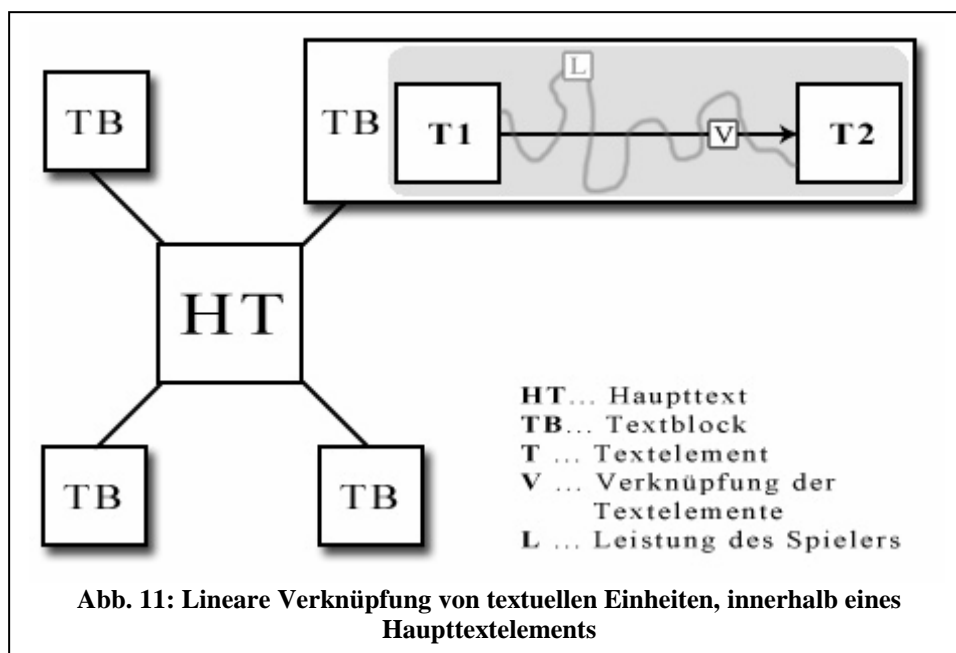 TB
TB
T1
L
V
T2
HT
TB
TB
HT... Haupttext
TB... Textblock
T ... Textelement
V ... Verknüpfung der
Textelemente
L ... Leistung des Spielers
Abb. 11: Lineare Verknüpfung von textuellen Einheiten, innerhalb eines
Haupttextelements